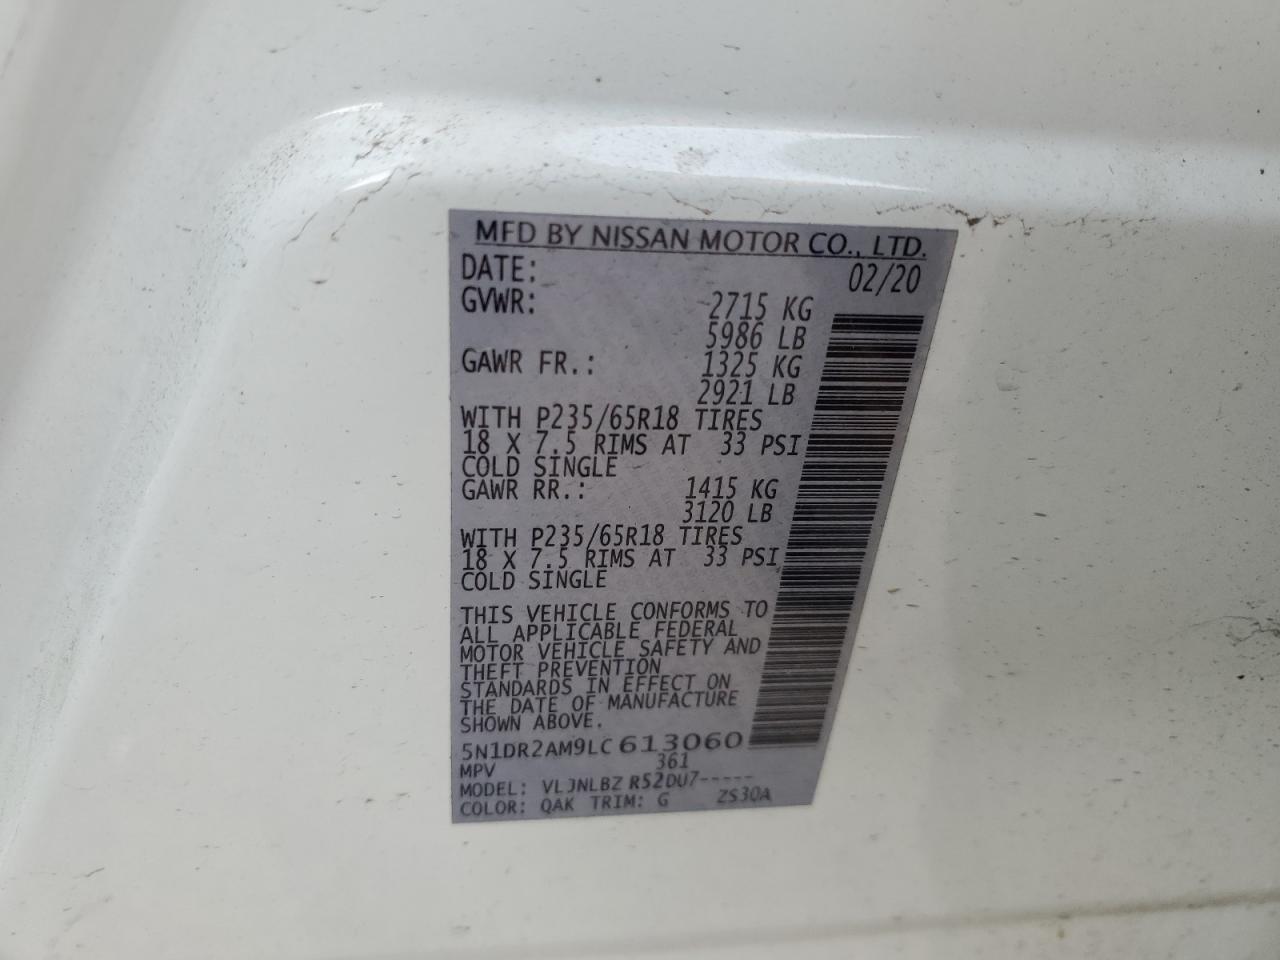 MFD BY NISSAN MOTOR CO., LTD.
DATE: 02/20
GVWR: 2715 KG
5986 LB
GAWR FR.: 1325 KG
2921 LB
WITH P235/65R18 TIRES
18 X 7.5 RIMS AT 33 PSI
COLD SINGLE
GAWR RR.: 1415 KG
3120 LB
WITH P235/65R18 TIRES
18 X 7.5 RIMS AT 33 PSI
COLD SINGLE
THIS VEHICLE CONFORMS TO
ALL APPLICABLE FEDERAL
MOTOR VEHICLE SAFETY AND
THEFT PREVENTION
STANDARDS IN EFFECT ON
THE DATE OF MANUFACTURE
SHOWN ABOVE.
5N1DR2AM9LC613060
MPV 361
MODEL: VLJNLBZ R52DU7-----
COLOR: QAK TRIM: G ZS30A